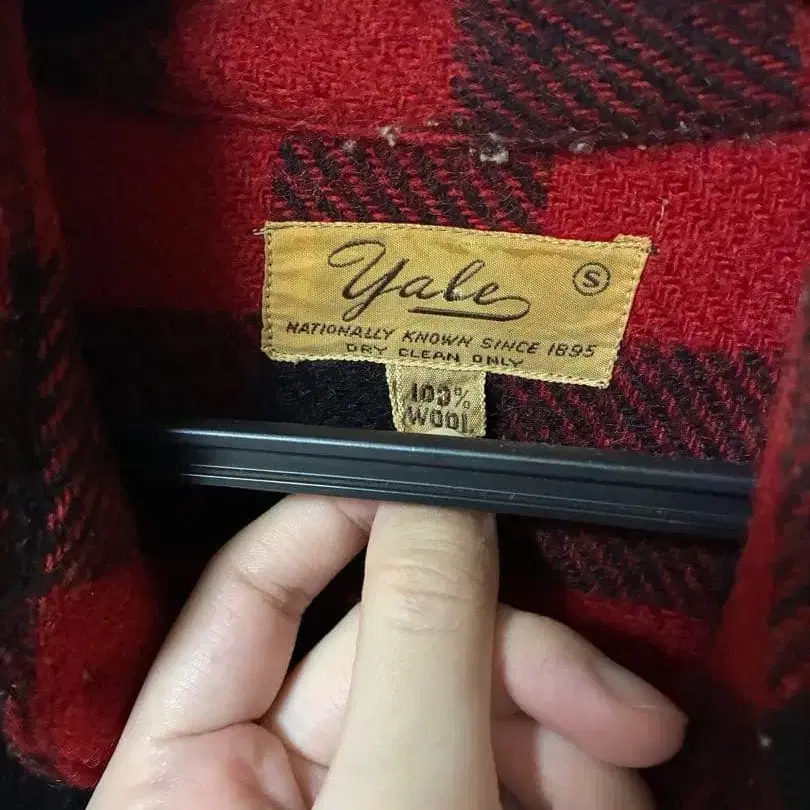 Yale
S
NATIONALLY KNOWN SINCE 1895
DRY CLEAN ONLY
100%
WOOL